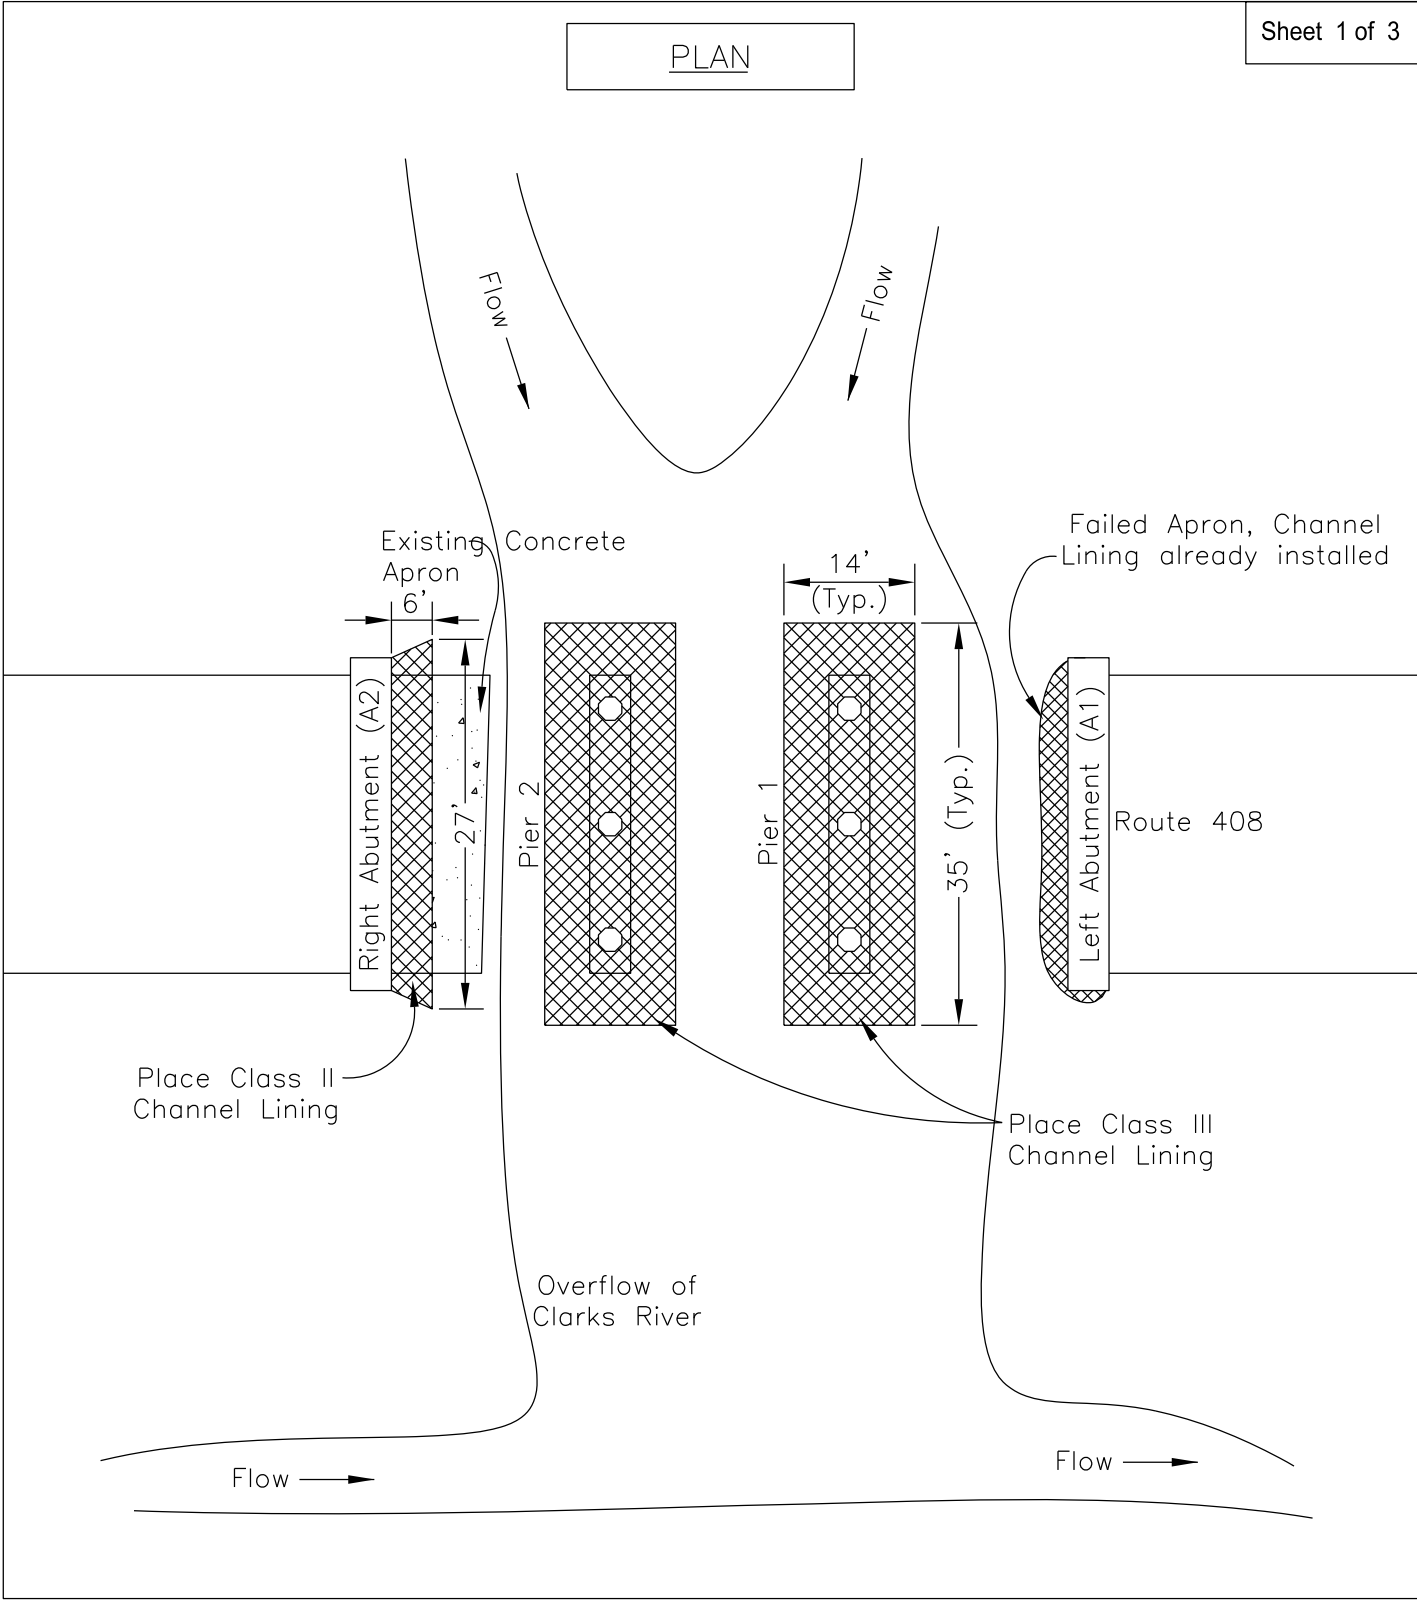 Sheet 1 of 3
PLAN
Flow
Flow
Existing Concrete
Apron
Failed Apron, Channel
Lining already installed
6'
14'
(Typ.)
Right Abutment (A2)
27'
Pier 2
Pier 1
35' (Typ.)
Left Abutment (A1)
Route 408
Place Class II
Channel Lining
Place Class III
Channel Lining
Overflow of
Clarks River
Flow
Flow